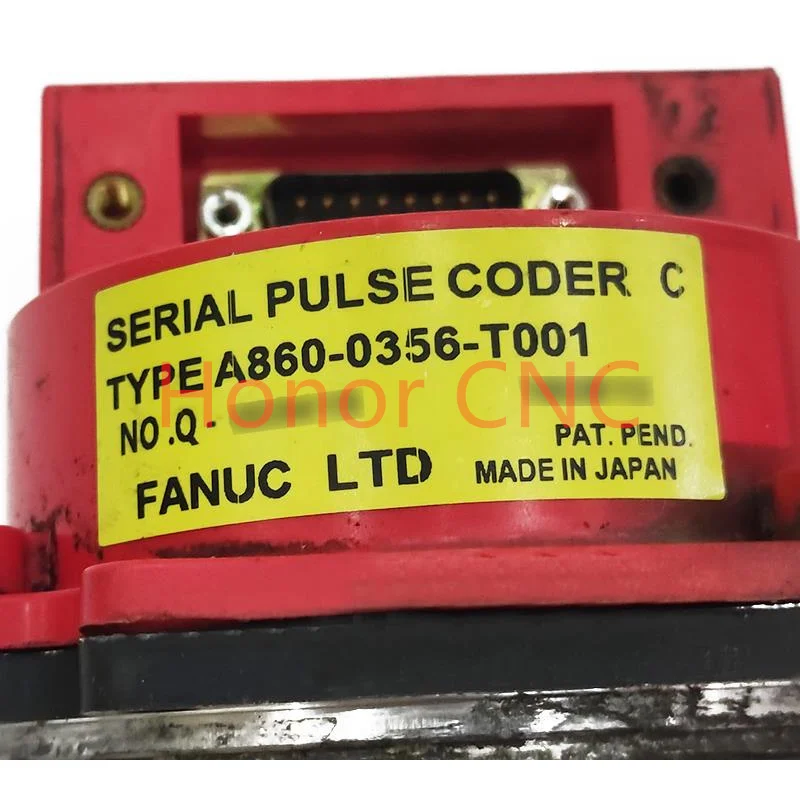 SERIAL PULSE CODER C
TYPE A860-0356-T001
Honor CNC
NO.Q-
PAT. PEND.
FANUC LTD
MADE IN JAPAN